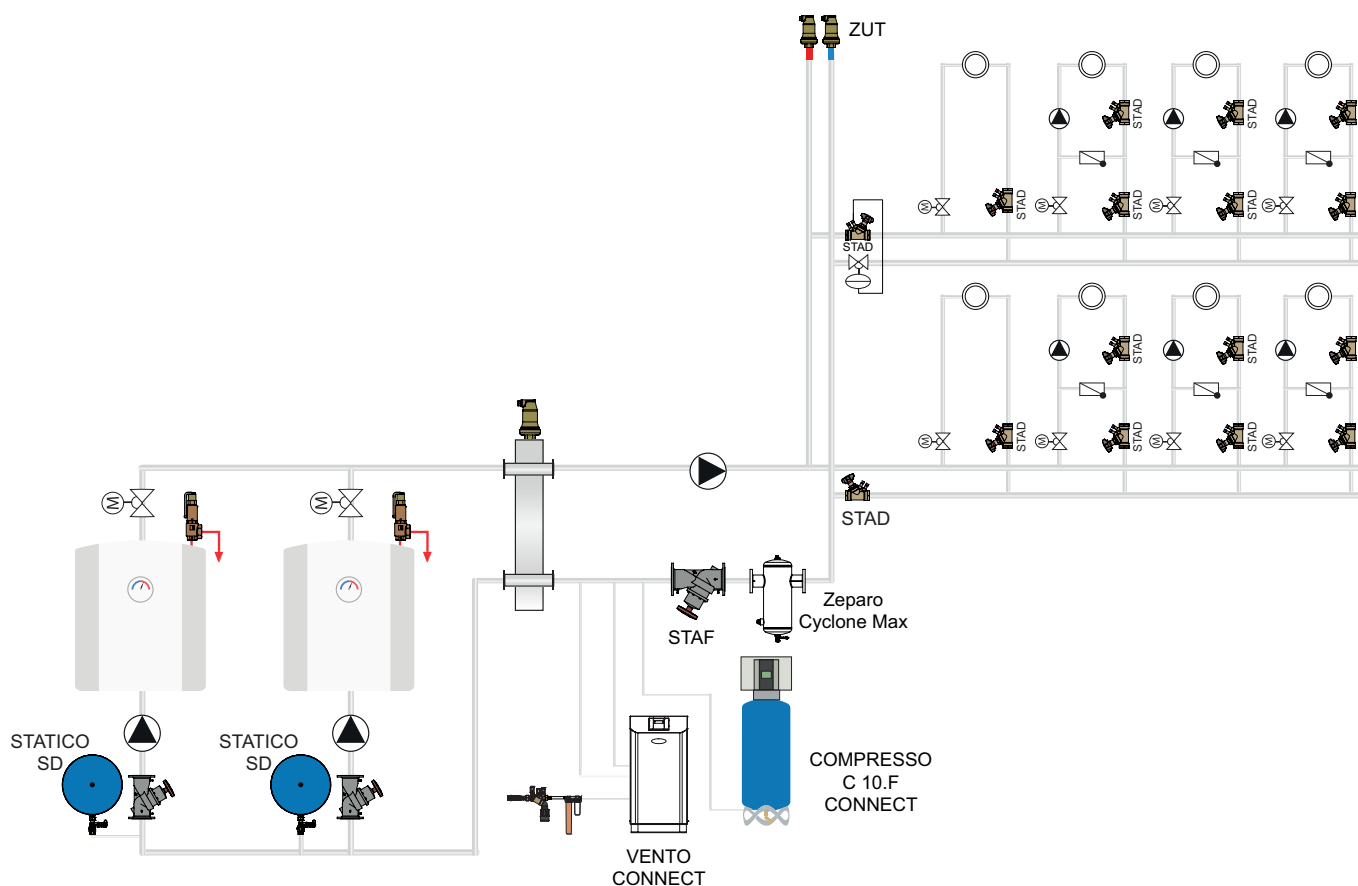 ZUT
STAD
STAD
STAD
M
STAD
M
STAD
M
STAD
M
STAD
STAD
STAD
STAD
M
STAD
M
STAD
M
STAD
M
STAD
M
M
STAD
Zeparo
Cyclone Max
STAF
STATICO
SD
STATICO
SD
COMPRESSO
C 10.F
CONNECT
VENTO
CONNECT